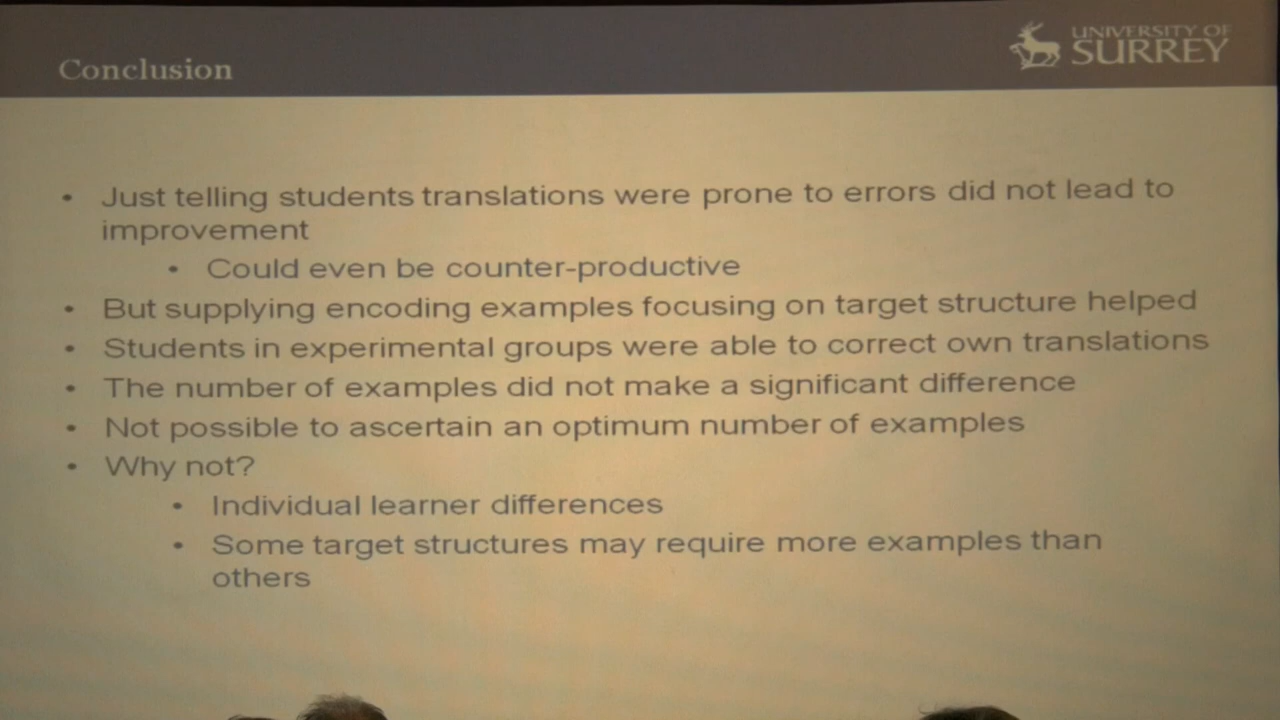 Conclusion
UNIVERSITY OF
SURREY
• Just telling students translations were prone to errors did not lead to
improvement
• Could even be counter-productive
• But supplying encoding examples focusing on target structure helped
• Students in experimental groups were able to correct own translations
• The number of examples did not make a significant difference
• Not possible to ascertain an optimum number of examples
• Why not?
• Individual learner differences
• Some target structures may require more examples than
others